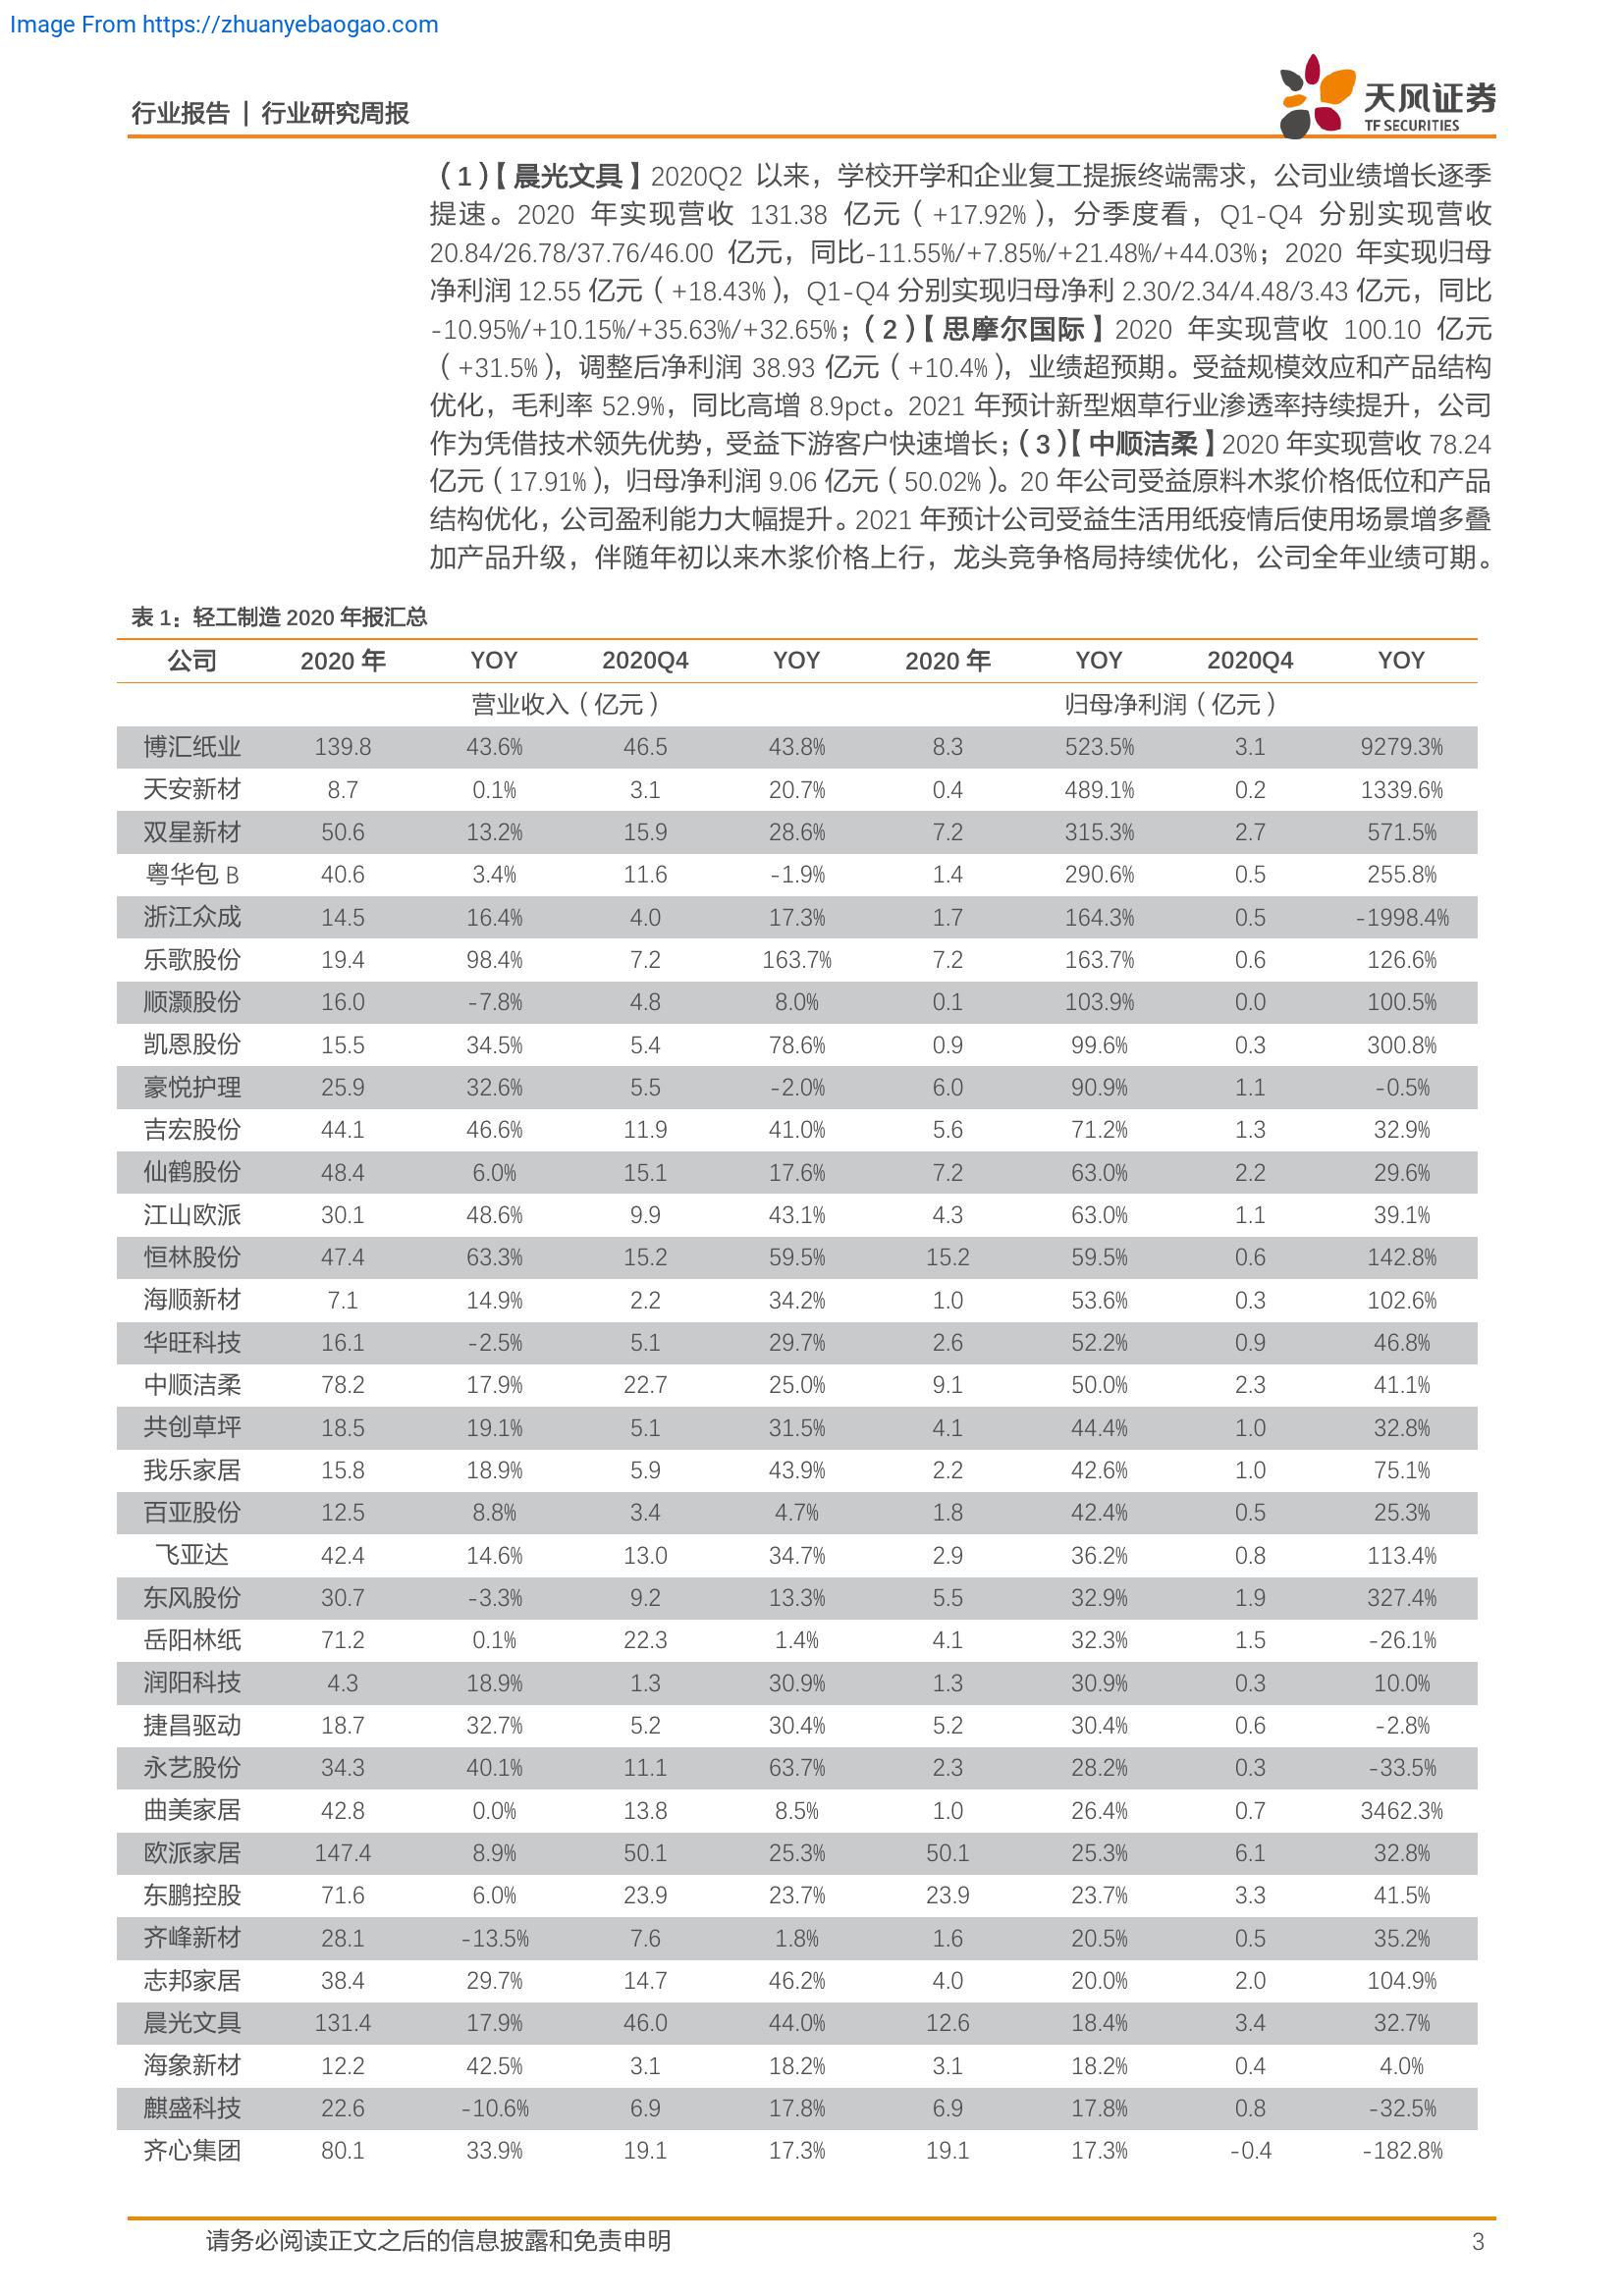 Image From https://zhuanyebaogao.com
行业报告 | 行业研究周报
天风证券
TF SECURITIES
（1）【晨光文具】2020Q2 以来，学校开学和企业复工提振终端需求，公司业绩增长逐季
提速。2020 年实现营收 131.38 亿元（+17.92%），分季度看，Q1-Q4 分别实现营收
20.84/26.78/37.76/46.00 亿元，同比-11.55%/+7.85%/+21.48%/+44.03%；2020 年实现归母
净利润 12.55 亿元（+18.43%），Q1-Q4 分别实现归母净利 2.30/2.34/4.48/3.43 亿元，同比
-10.95%/+10.15%/+35.63%/+32.65%；（2）【思摩尔国际】2020 年实现营收 100.10 亿元
（+31.5%），调整后净利润 38.93 亿元（+10.4%），业绩超预期。受益规模效应和产品结构
优化，毛利率 52.9%，同比高增 8.9pct。2021 年预计新型烟草行业渗透率持续提升，公司
作为凭借技术领先优势，受益下游客户快速增长；（3）【中顺洁柔】2020 年实现营收 78.24
亿元（17.91%），归母净利润 9.06 亿元（50.02%）。20 年公司受益原料木浆价格低位和产品
结构优化，公司盈利能力大幅提升。2021 年预计公司受益生活用纸疫情后使用场景增多叠
加产品升级，伴随年初以来木浆价格上行，龙头竞争格局持续优化，公司全年业绩可期。
表 1：轻工制造 2020 年报汇总
公司 2020 年 YOY 2020Q4 YOY 2020 年 YOY 2020Q4 YOY
营业收入（亿元） 归母净利润（亿元）
博汇纸业 139.8 43.6% 46.5 43.8% 8.3 523.5% 3.1 9279.3%
天安新材 8.7 0.1% 3.1 20.7% 0.4 489.1% 0.2 1339.6%
双星新材 50.6 13.2% 15.9 28.6% 7.2 315.3% 2.7 571.5%
粤华包 B 40.6 3.4% 11.6 -1.9% 1.4 290.6% 0.5 255.8%
浙江众成 14.5 16.4% 4.0 17.3% 1.7 164.3% 0.5 -1998.4%
乐歌股份 19.4 98.4% 7.2 163.7% 7.2 163.7% 0.6 126.6%
顺灏股份 16.0 -7.8% 4.8 8.0% 0.1 103.9% 0.0 100.5%
凯恩股份 15.5 34.5% 5.4 78.6% 0.9 99.6% 0.3 300.8%
豪悦护理 25.9 32.6% 5.5 -2.0% 6.0 90.9% 1.1 -0.5%
吉宏股份 44.1 46.6% 11.9 41.0% 5.6 71.2% 1.3 32.9%
仙鹤股份 48.4 6.0% 15.1 17.6% 7.2 63.0% 2.2 29.6%
江山欧派 30.1 48.6% 9.9 43.1% 4.3 63.0% 1.1 39.1%
恒林股份 47.4 63.3% 15.2 59.5% 15.2 59.5% 0.6 142.8%
海顺新材 7.1 14.9% 2.2 34.2% 1.0 53.6% 0.3 102.6%
华旺科技 16.1 -2.5% 5.1 29.7% 2.6 52.2% 0.9 46.8%
中顺洁柔 78.2 17.9% 22.7 25.0% 9.1 50.0% 2.3 41.1%
共创草坪 18.5 19.1% 5.1 31.5% 4.1 44.4% 1.0 32.8%
我乐家居 15.8 18.9% 5.9 43.9% 2.2 42.6% 1.0 75.1%
百亚股份 12.5 8.8% 3.4 4.7% 1.8 42.4% 0.5 25.3%
飞亚达 42.4 14.6% 13.0 34.7% 2.9 36.2% 0.8 113.4%
东风股份 30.7 -3.3% 9.2 13.3% 5.5 32.9% 1.9 327.4%
岳阳林纸 71.2 0.1% 22.3 1.4% 4.1 32.3% 1.5 -26.1%
润阳科技 4.3 18.9% 1.3 30.9% 1.3 30.9% 0.3 10.0%
捷昌驱动 18.7 32.7% 5.2 30.4% 5.2 30.4% 0.6 -2.8%
永艺股份 34.3 40.1% 11.1 63.7% 2.3 28.2% 0.3 -33.5%
曲美家居 42.8 0.0% 13.8 8.5% 1.0 26.4% 0.7 3462.3%
欧派家居 147.4 8.9% 50.1 25.3% 50.1 25.3% 6.1 32.8%
东鹏控股 71.6 6.0% 23.9 23.7% 23.9 23.7% 3.3 41.5%
齐峰新材 28.1 -13.5% 7.6 1.8% 1.6 20.5% 0.5 35.2%
志邦家居 38.4 29.7% 14.7 46.2% 4.0 20.0% 2.0 104.9%
晨光文具 131.4 17.9% 46.0 44.0% 12.6 18.4% 3.4 32.7%
海象新材 12.2 42.5% 3.1 18.2% 3.1 18.2% 0.4 4.0%
麒盛科技 22.6 -10.6% 6.9 17.8% 6.9 17.8% 0.8 -32.5%
齐心集团 80.1 33.9% 19.1 17.3% 19.1 17.3% -0.4 -182.8%
请务必阅读正文之后的信息披露和免责申明 3